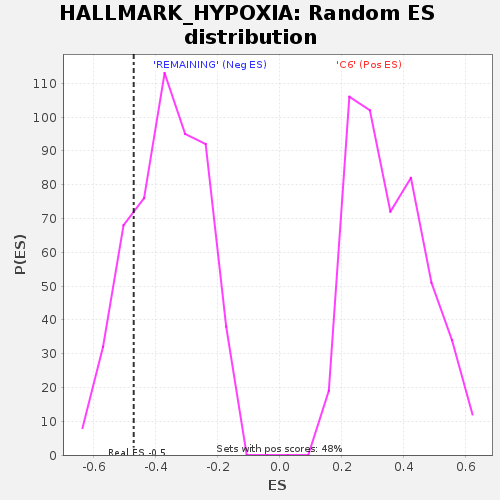 HALLMARK_HYPOXIA: Random ES
distribution
'REMAINING' (Neg ES)
'C6' (Pos ES)
110
100
90
80
70
60
50
40
30
20
10
0
P(ES)
Real ES -0.5
Sets with pos scores: 48%
-0.6 -0.4 -0.2 0.0 0.2 0.4 0.6
ES